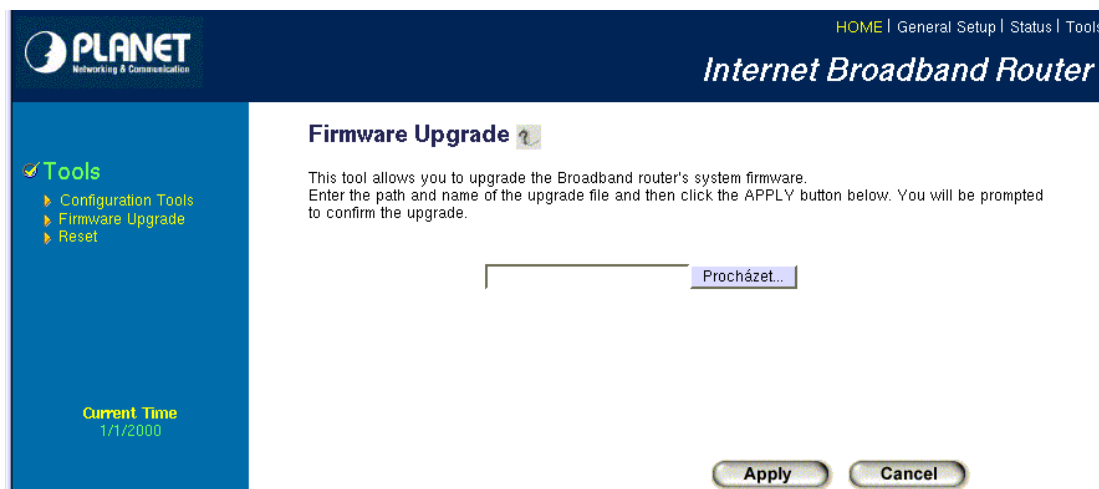 PLANET
Networking & Communication
HOME | General Setup | Status | Tools
Internet Broadband Router
Tools
Configuration Tools
Firmware Upgrade
Reset
Current Time
1/1/2000
Firmware Upgrade
This tool allows you to upgrade the Broadband router's system firmware.
Enter the path and name of the upgrade file and then click the APPLY button below. You will be prompted
to confirm the upgrade.
Procházet...
Apply
Cancel